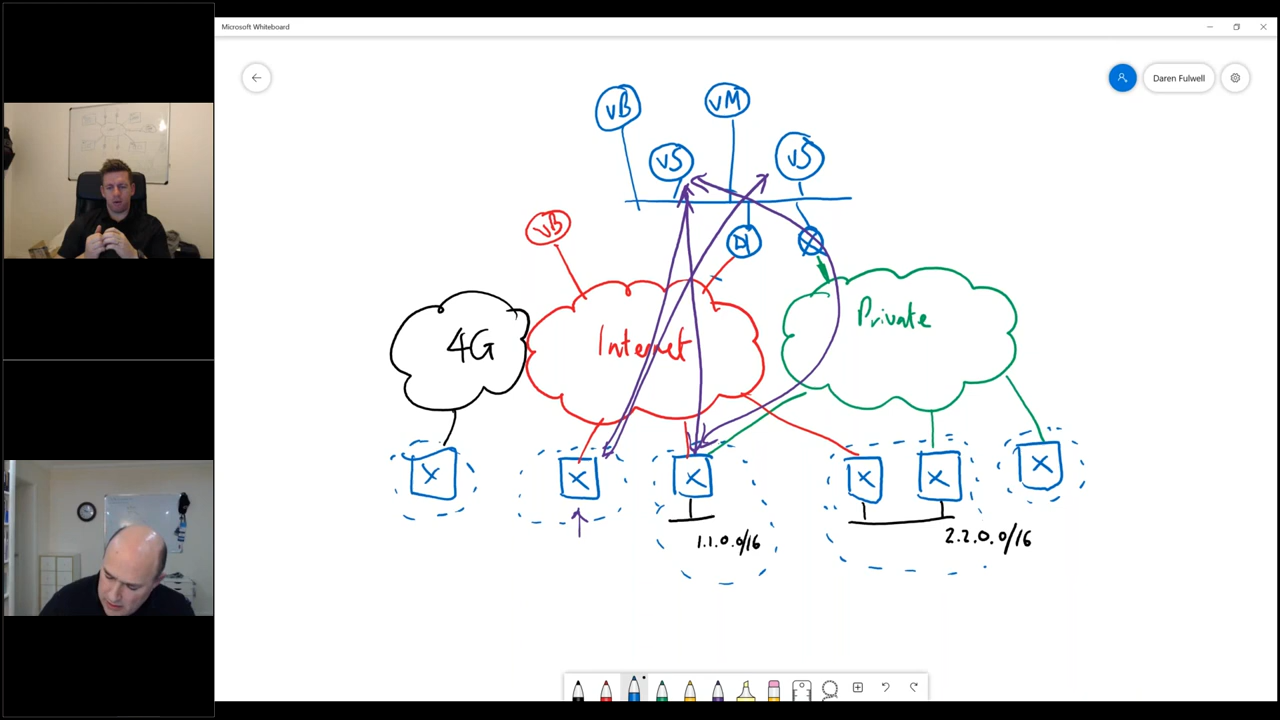 Microsoft Whiteboard
Daren Fulwell
vB
vM
vS
vS
vB
4G
Internet
Private
X
X
X
X
X
X
1.1.0.0/16
2.2.0.0/16